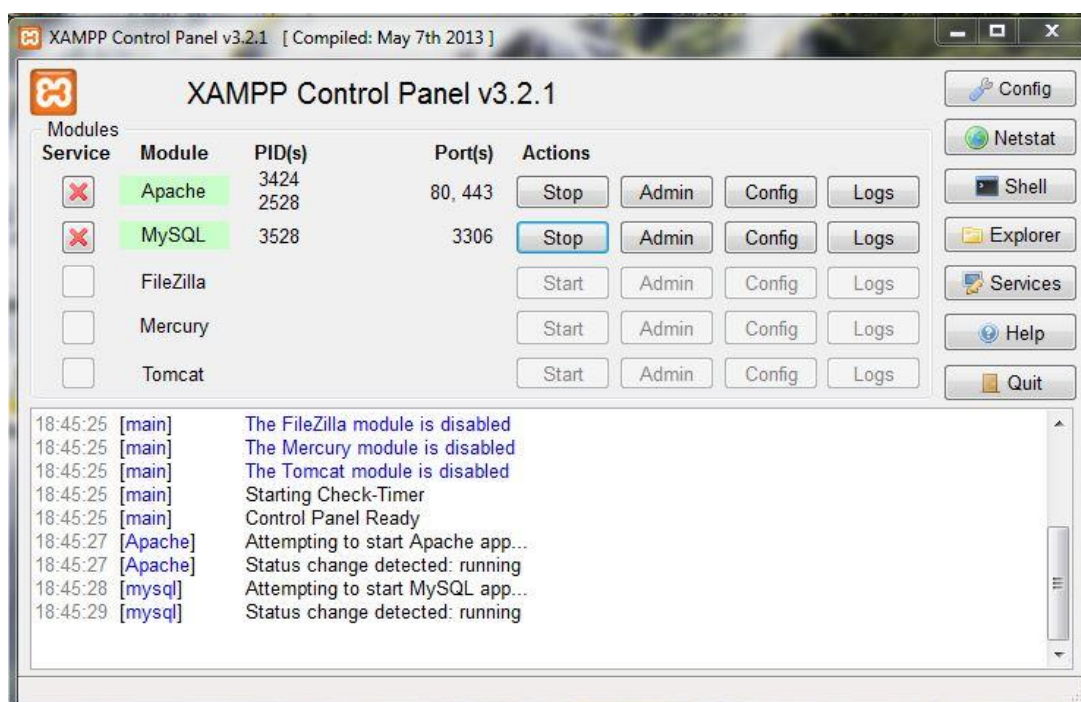 XAMPP Control Panel v3.2.1 [ Compiled: May 7th 2013 ]
XAMPP Control Panel v3.2.1
Config
Modules
Netstat
Service Module PID(s) Port(s) Actions
Apache 3424 2528 80, 443 Stop Admin Config Logs
Shell
MySQL 3528 3306 Stop Admin Config Logs
Explorer
FileZilla Start Admin Config Logs
Services
Mercury Start Admin Config Logs
Help
Tomcat Start Admin Config Logs
Quit
18:45:25 [main] The FileZilla module is disabled
18:45:25 [main] The Mercury module is disabled
18:45:25 [main] The Tomcat module is disabled
18:45:25 [main] Starting Check-Timer
18:45:25 [main] Control Panel Ready
18:45:27 [Apache] Attempting to start Apache app...
18:45:27 [Apache] Status change detected: running
18:45:28 [mysql] Attempting to start MySQL app...
18:45:29 [mysql] Status change detected: running